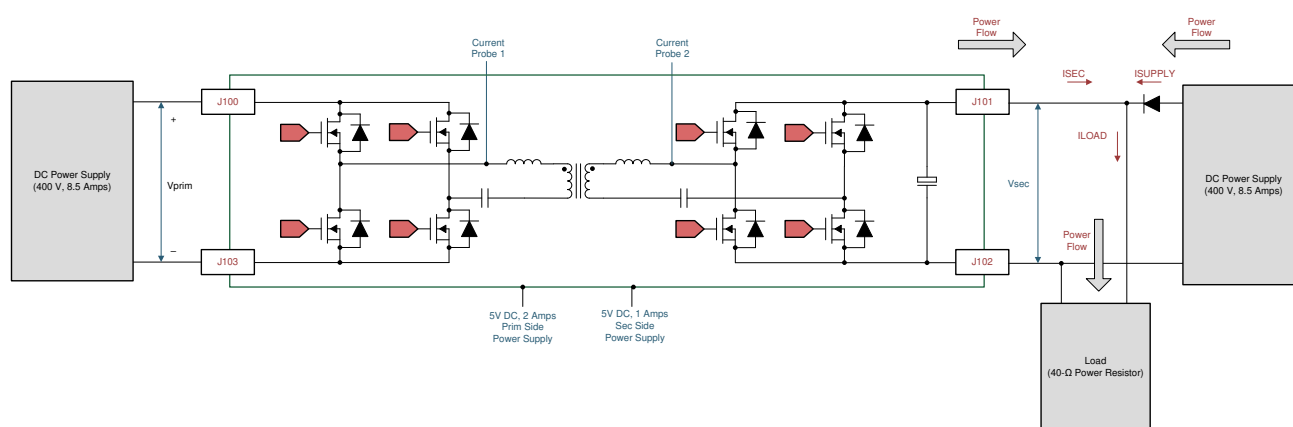 Power
Flow
Power
Flow
Current
Probe 1
Current
Probe 2
ISEC
ISUPPLY
J100
J101
+
ILOAD
DC Power Supply
(400 V, 8.5 Amps)
Vprim
Vsec
DC Power Supply
(400 V, 8.5 Amps)
Power
Flow
–
J103
J102
5V DC, 2 Amps
Prim Side
Power Supply
5V DC, 1 Amps
Sec Side
Power Supply
Load
(40-Ω Power Resistor)